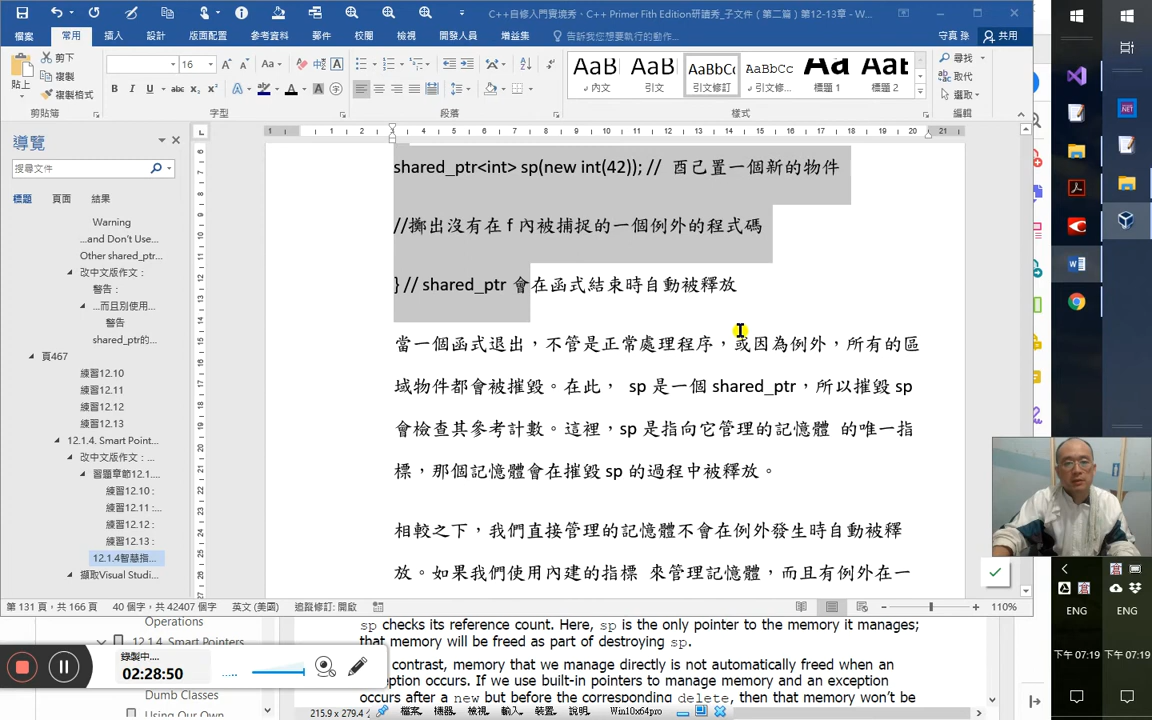 C++自修入門實境秀、C++ Primer Fith Edition研讀秀_子文件（第二篇）第12-13章 - W...
檔案 常用 插入 設計 版面配置 參考資料 郵件 校閱 檢視 開發人員 增益集 告訴我您想要執行的動作... 守真 孫 共用
貼上 剪下 複製 複製格式 16 尋找 取代 選取
AaBb AaBb AaBbCc AaBbCc AaB AaB
內文 引文 引文修訂 引文修... 標題 1 標題 2
剪貼簿 字型 段落 樣式 編輯
導覽
搜尋文件
標題 頁面 結果
Warning
...and Don't Use...
Other shared_ptr...
改中文版作文：
警告：
...而且別使用...
警告
shared_ptr的...
頁467
練習12.10
練習12.11
練習12.12
練習12.13
12.1.4. Smart Point...
改中文版作文：
習題章節12.1...
練習12.10 :
練習12.11 :...
練習12.12 :
練習12.13 :
12.1.4智慧指...
擷取Visual Studi...
shared_ptr<int> sp(new int(42)); // 酉己置一個新的物件
//擲出沒有在 f 內被捕捉的一個例外的程式碼
} // shared_ptr 會在函式結束時自動被釋放
當一個函式退出，不管是正常處理程序，或因為例外，所有的區
域物件都會被摧毀。在此， sp 是一個 shared_ptr，所以摧毀 sp
會檢查其參考計數。這裡，sp 是指向它管理的記憶體 的唯一指
標，那個記憶體會在摧毀 sp 的過程中被釋放。
相較之下，我們直接管理的記憶體不會在例外發生時自動被釋
放。如果我們使用內建的指標 來管理記憶體，而且有例外在一
第 131 頁，共 166 頁 40 個字，共 42407 個字 英文 (美國) 追蹤修訂: 開啟 110%
Operations
12.1.4. Smart Pointers
Dumb Classes
Using Our Own
sp checks its reference count. Here, sp is the only pointer to the memory it manages;
that memory will be freed as part of destroying sp.
contrast, memory that we manage directly is not automatically freed when an
exception occurs. If we use built-in pointers to manage memory and an exception
occurs after a new but before the corresponding delete, then that memory won't be
錄製中...
02:28:50
215.9 x 279.4 檔案 機器 檢視 輸入 裝置 說明 Win10x64pro
ENG ENG
下午 07:19 下午 07:19